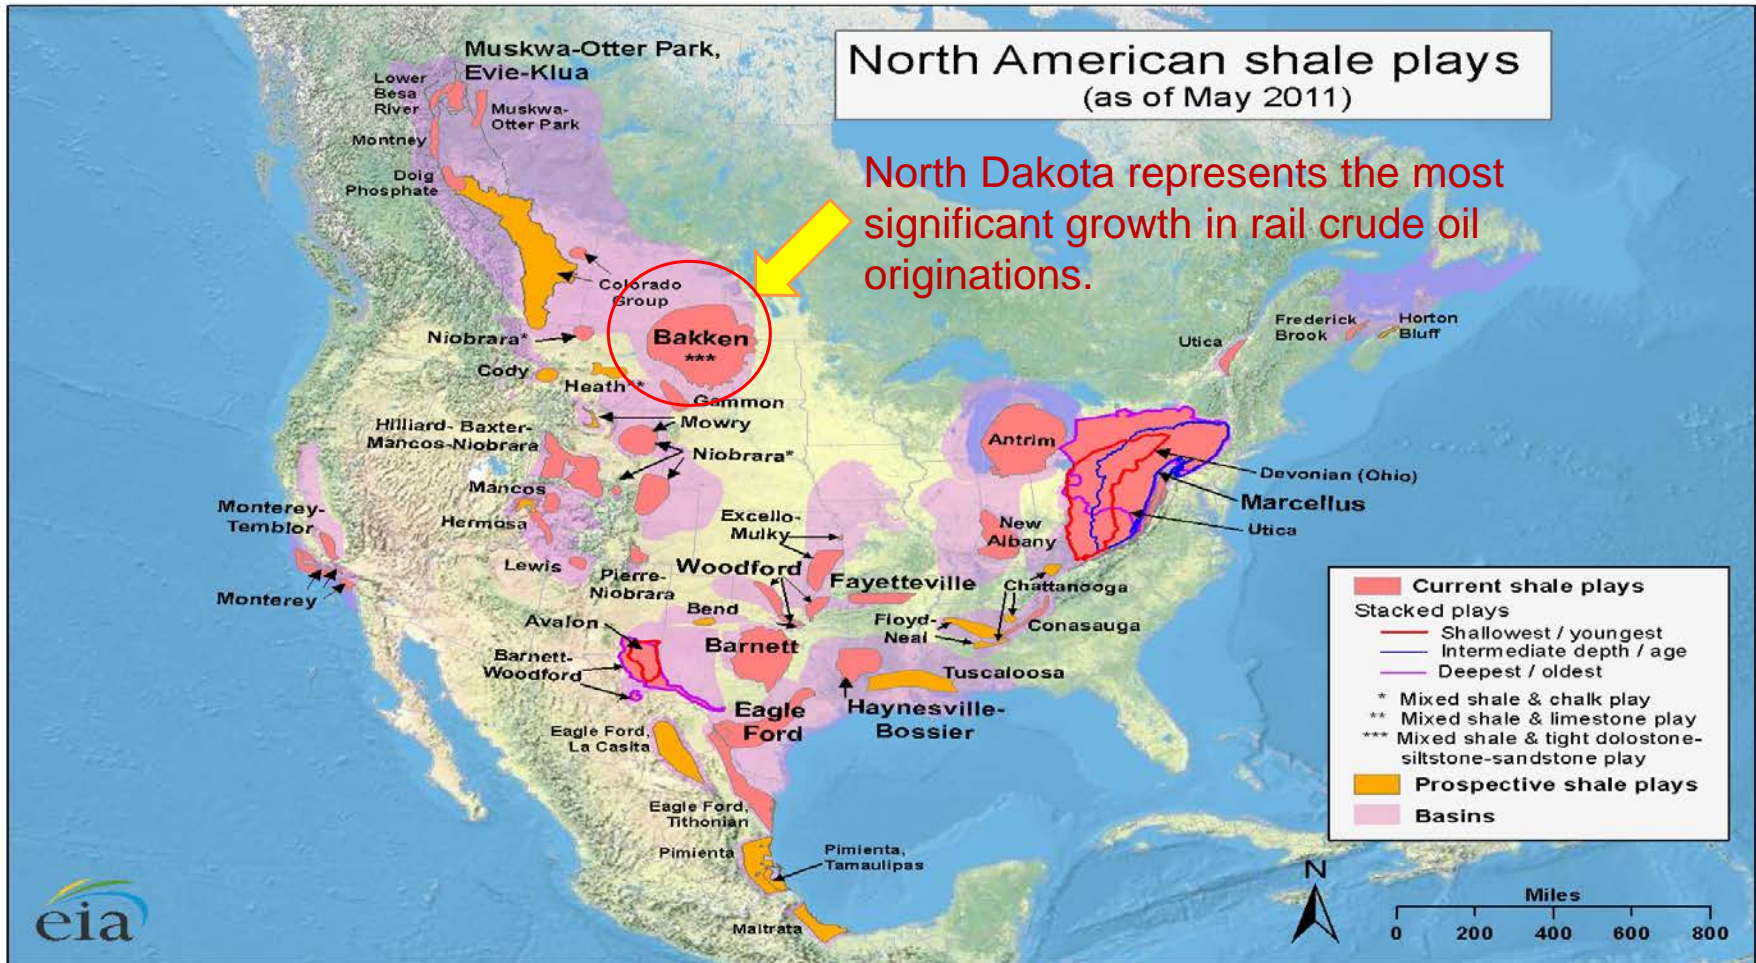 North American shale plays
(as of May 2011)
North Dakota represents the most
significant growth in rail crude oil
originations.
Muskwa-Otter Park,
Evie-Klua
Lower
Besa
River
Muskwa-
Otter Park
Montney
Doig
Phosphate
Colorado
Group
Bakken
***
Niobrara*
Cody
Heath**
Gammon
Mowry
Hilliard- Baxter-
Mancos-Niobrara
Niobrara*
Mancos
Hermosa
Lewis
Pierre-
Niobrara
Monterey-
Temblor
Monterey
Excello-
Mulky
Woodford
Fayetteville
New
Albany
Antrim
Utica
Frederick
Brook
Horton
Bluff
Devonian (Ohio)
Marcellus
Utica
Chattanooga
Floyd-
Neal
Conasauga
Bend
Avalon
Barnett
Barnett-
Woodford
Tuscaloosa
Haynesville-
Bossier
Eagle
Ford
Eagle Ford,
La Casita
Eagle Ford,
Tithonian
Pimienta
Pimienta,
Tamaulipas
Maltrata
Current shale plays
Stacked plays
Shallowest / youngest
Intermediate depth / age
Deepest / oldest
* Mixed shale & chalk play
** Mixed shale & limestone play
*** Mixed shale & tight dolostone-
siltstone-sandstone play
Prospective shale plays
Basins
eia
N
Miles
0 200 400 600 800